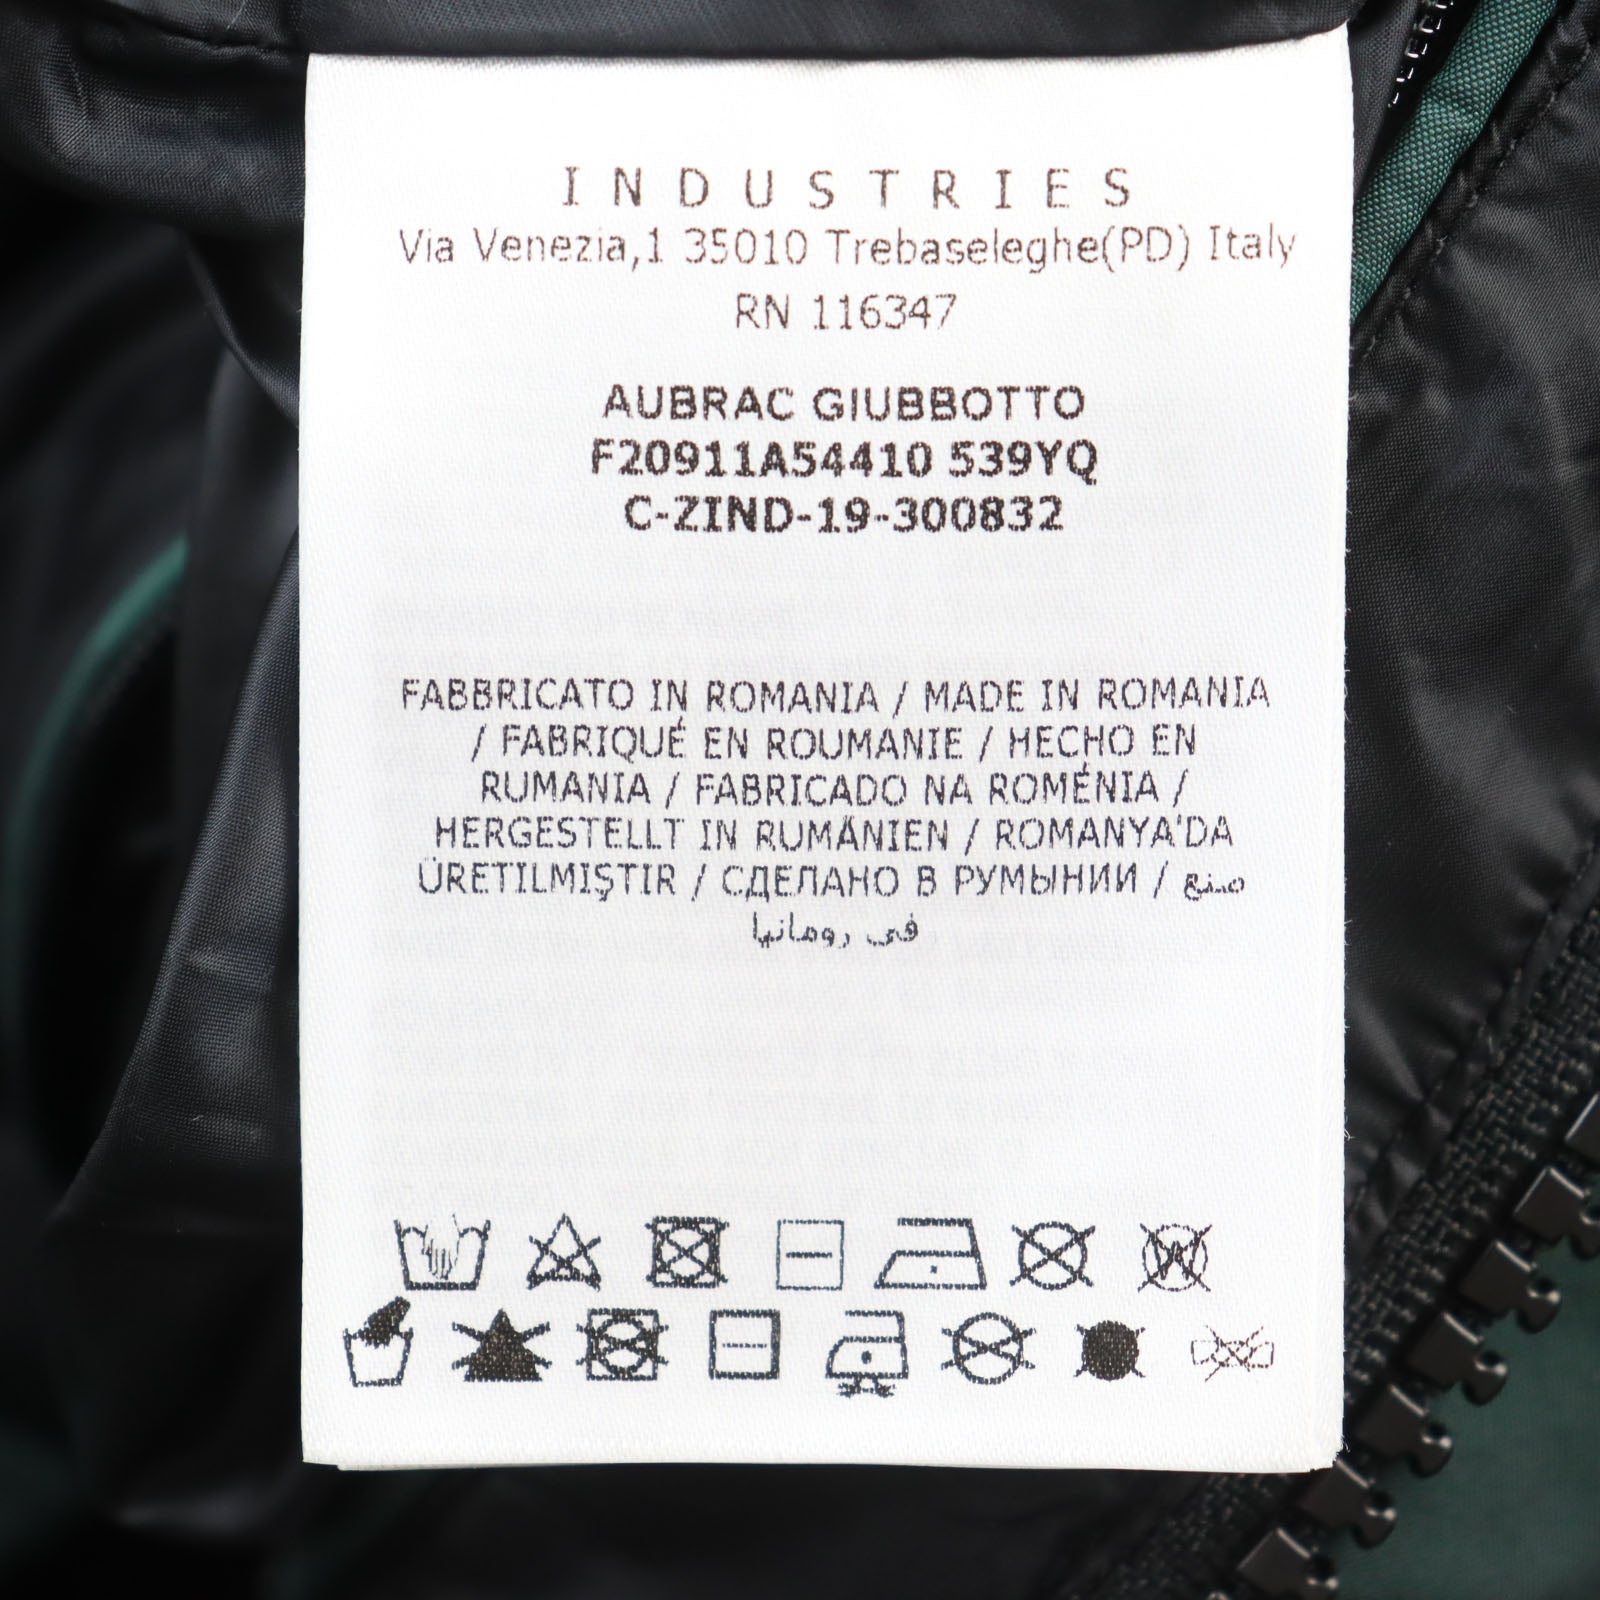 INDUSTRIES
Via Venezia,1 35010 Trebaseleghe(PD) Italy
RN 116347
AUBRAC GIUBBOTTO
F20911A54410 539YQ
C-ZIND-19-300832
FABBRICATO IN ROMANIA / MADE IN ROMANIA
/ FABRIQUÉ EN ROUMANIE / HECHO EN
RUMANIA / FABRICADO NA ROMÉNIA /
HERGESTELLT IN RUMÄNIEN / ROMANYA'DA
ÜRETILMIŞTIR / СДЕЛАНО В РУМЫНИИ / صنع
في رومانيا
W